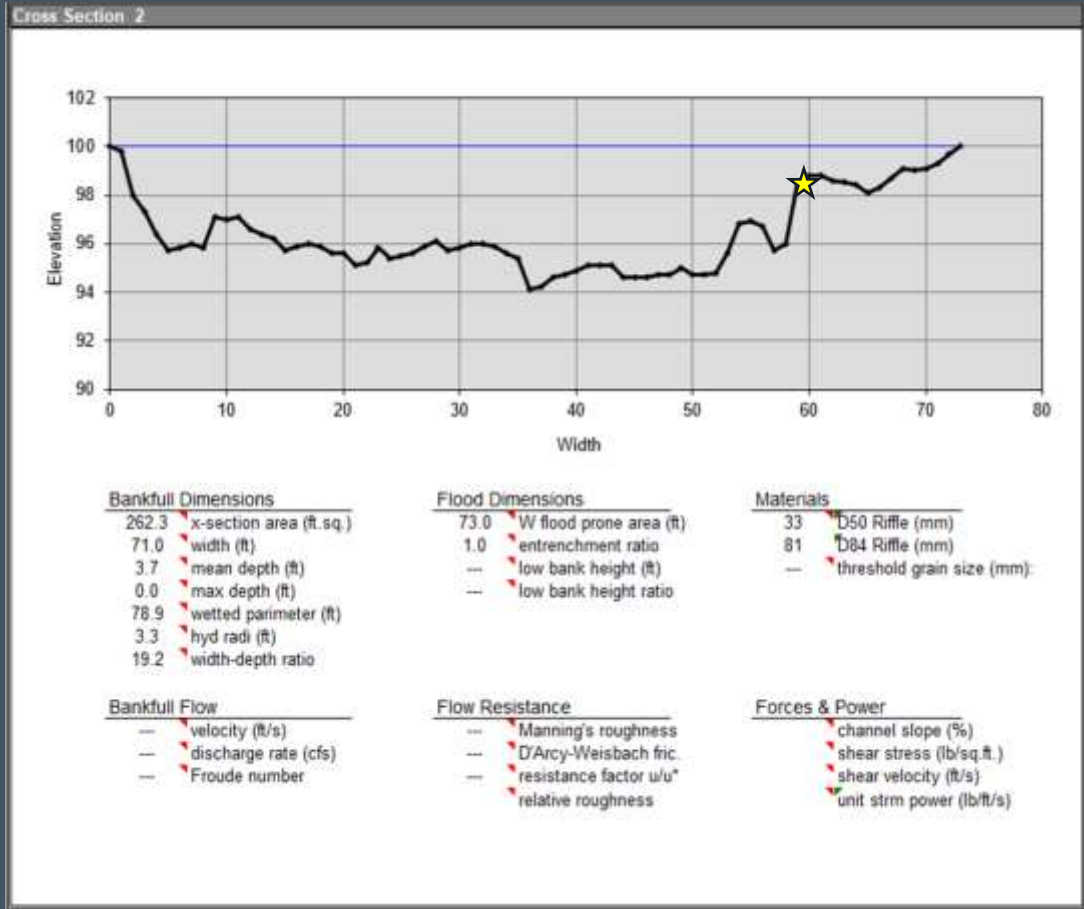 Cross Section 2
102
100
98
96
94
92
90
Elevation
0 10 20 30 40 50 60 70 80
Width
Bankfull Dimensions
262.3 x-section area (ft.sq.)
71.0 width (ft)
3.7 mean depth (ft)
0.0 max depth (ft)
78.9 wetted parimeter (ft)
3.3 hyd radi (ft)
19.2 width-depth ratio
Flood Dimensions
73.0 W flood prone area (ft)
1.0 entrenchment ratio
--- low bank height (ft)
--- low bank height ratio
Materials
33 D50 Riffle (mm)
81 D84 Riffle (mm)
--- threshold grain size (mm):
Bankfull Flow
--- velocity (ft/s)
--- discharge rate (cfs)
--- Froude number
Flow Resistance
--- Manning's roughness
--- D'Arcy-Weisbach fric.
--- resistance factor u/u*
relative roughness
Forces & Power
channel slope (%)
shear stress (lb/sq.ft.)
shear velocity (ft/s)
unit strm power (lb/ft/s)